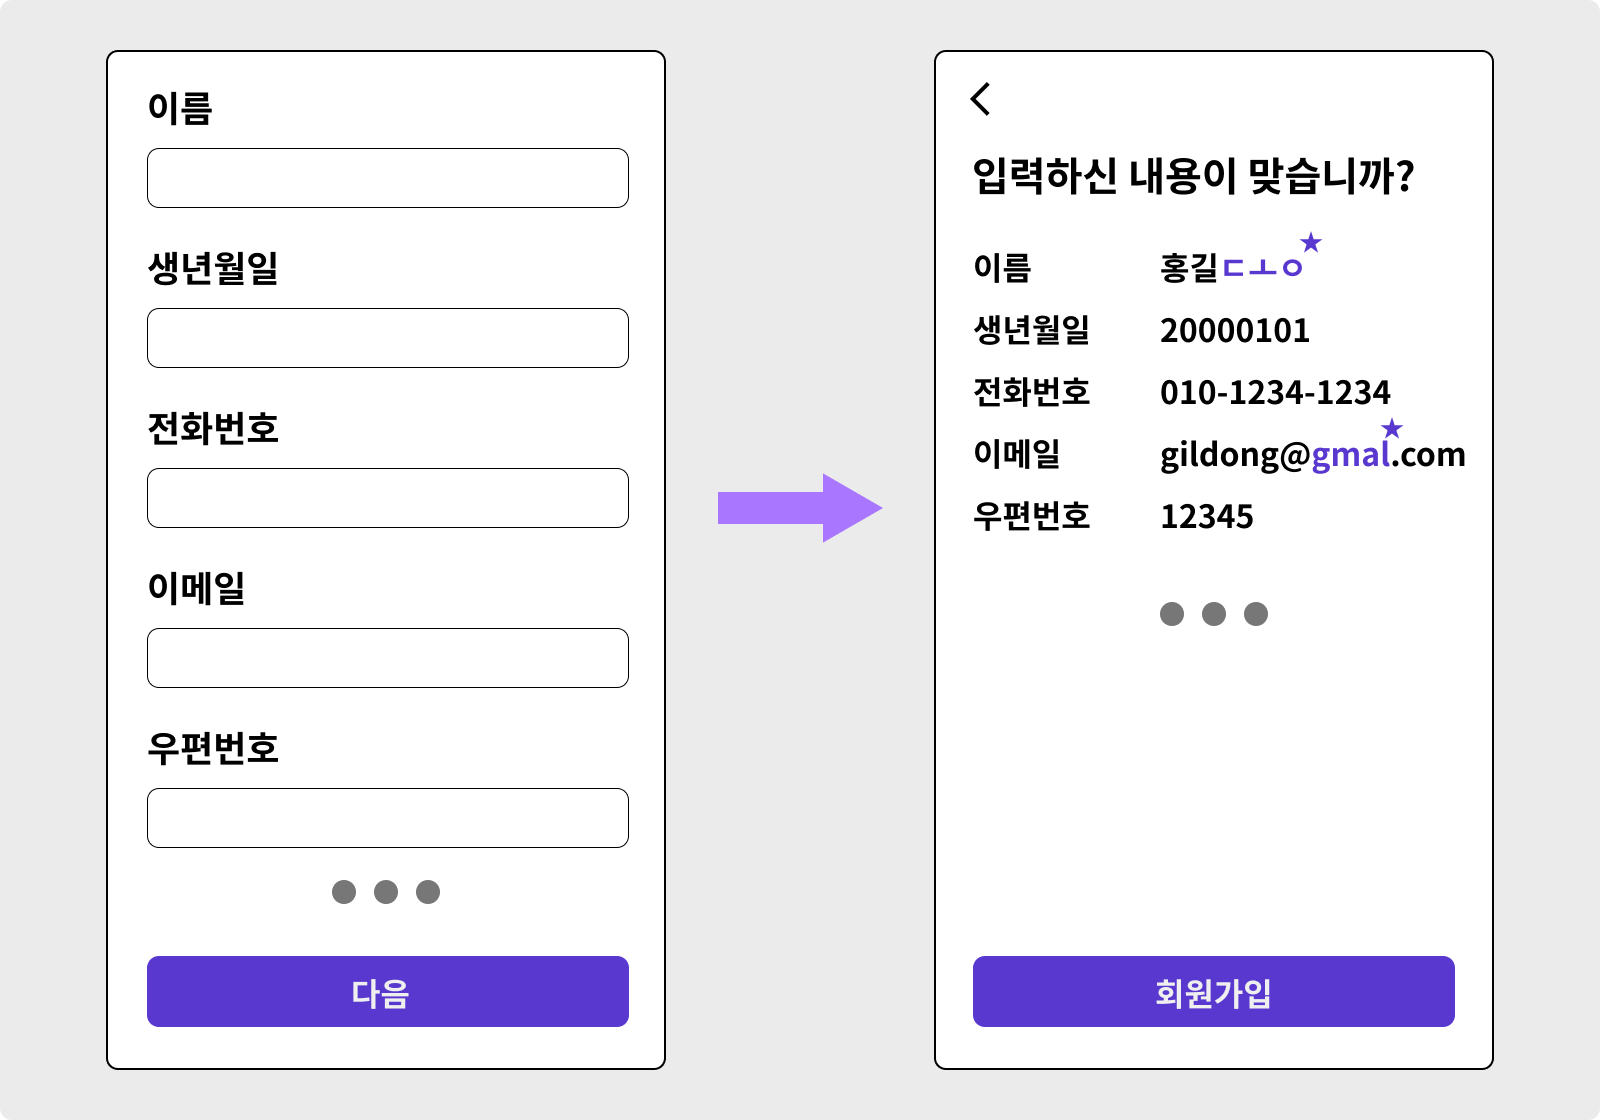 이름
생년월일
전화번호
이메일
우편번호
다음
입력하신 내용이 맞습니까?
이름 홍길ㄷㅗㅇ
생년월일 20000101
전화번호 010-1234-1234
이메일 gildong@gmal.com
우편번호 12345
회원가입